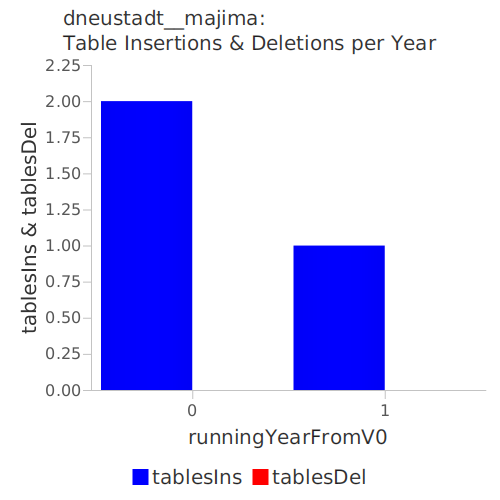 dneustadt__majima:
Table Insertions & Deletions per Year
tablesIns & tablesDel
2.25
2.00
1.75
1.50
1.25
1.00
0.75
0.50
0.25
0.00
0 1
runningYearFromV0
tablesIns tablesDel